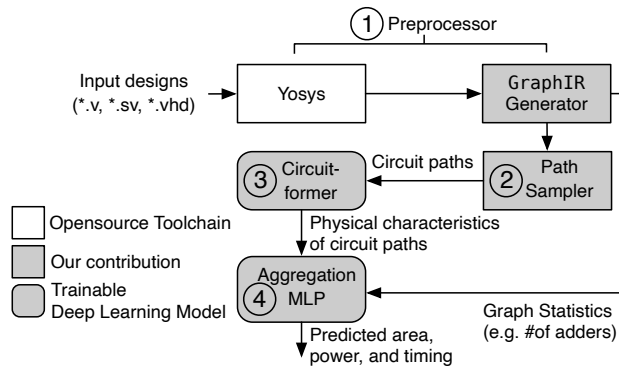 1 Preprocessor
Input designs
(*.v, *.sv, *.vhd)
Yosys
GraphIR
Generator
Circuit paths
3 Circuit-
former
2 Path
Sampler
Opensource Toolchain
Our contribution
Trainable
Deep Learning Model
Physical characteristics
of circuit paths
Aggregation
4 MLP
Graph Statistics
(e.g. #of adders)
Predicted area,
power, and timing